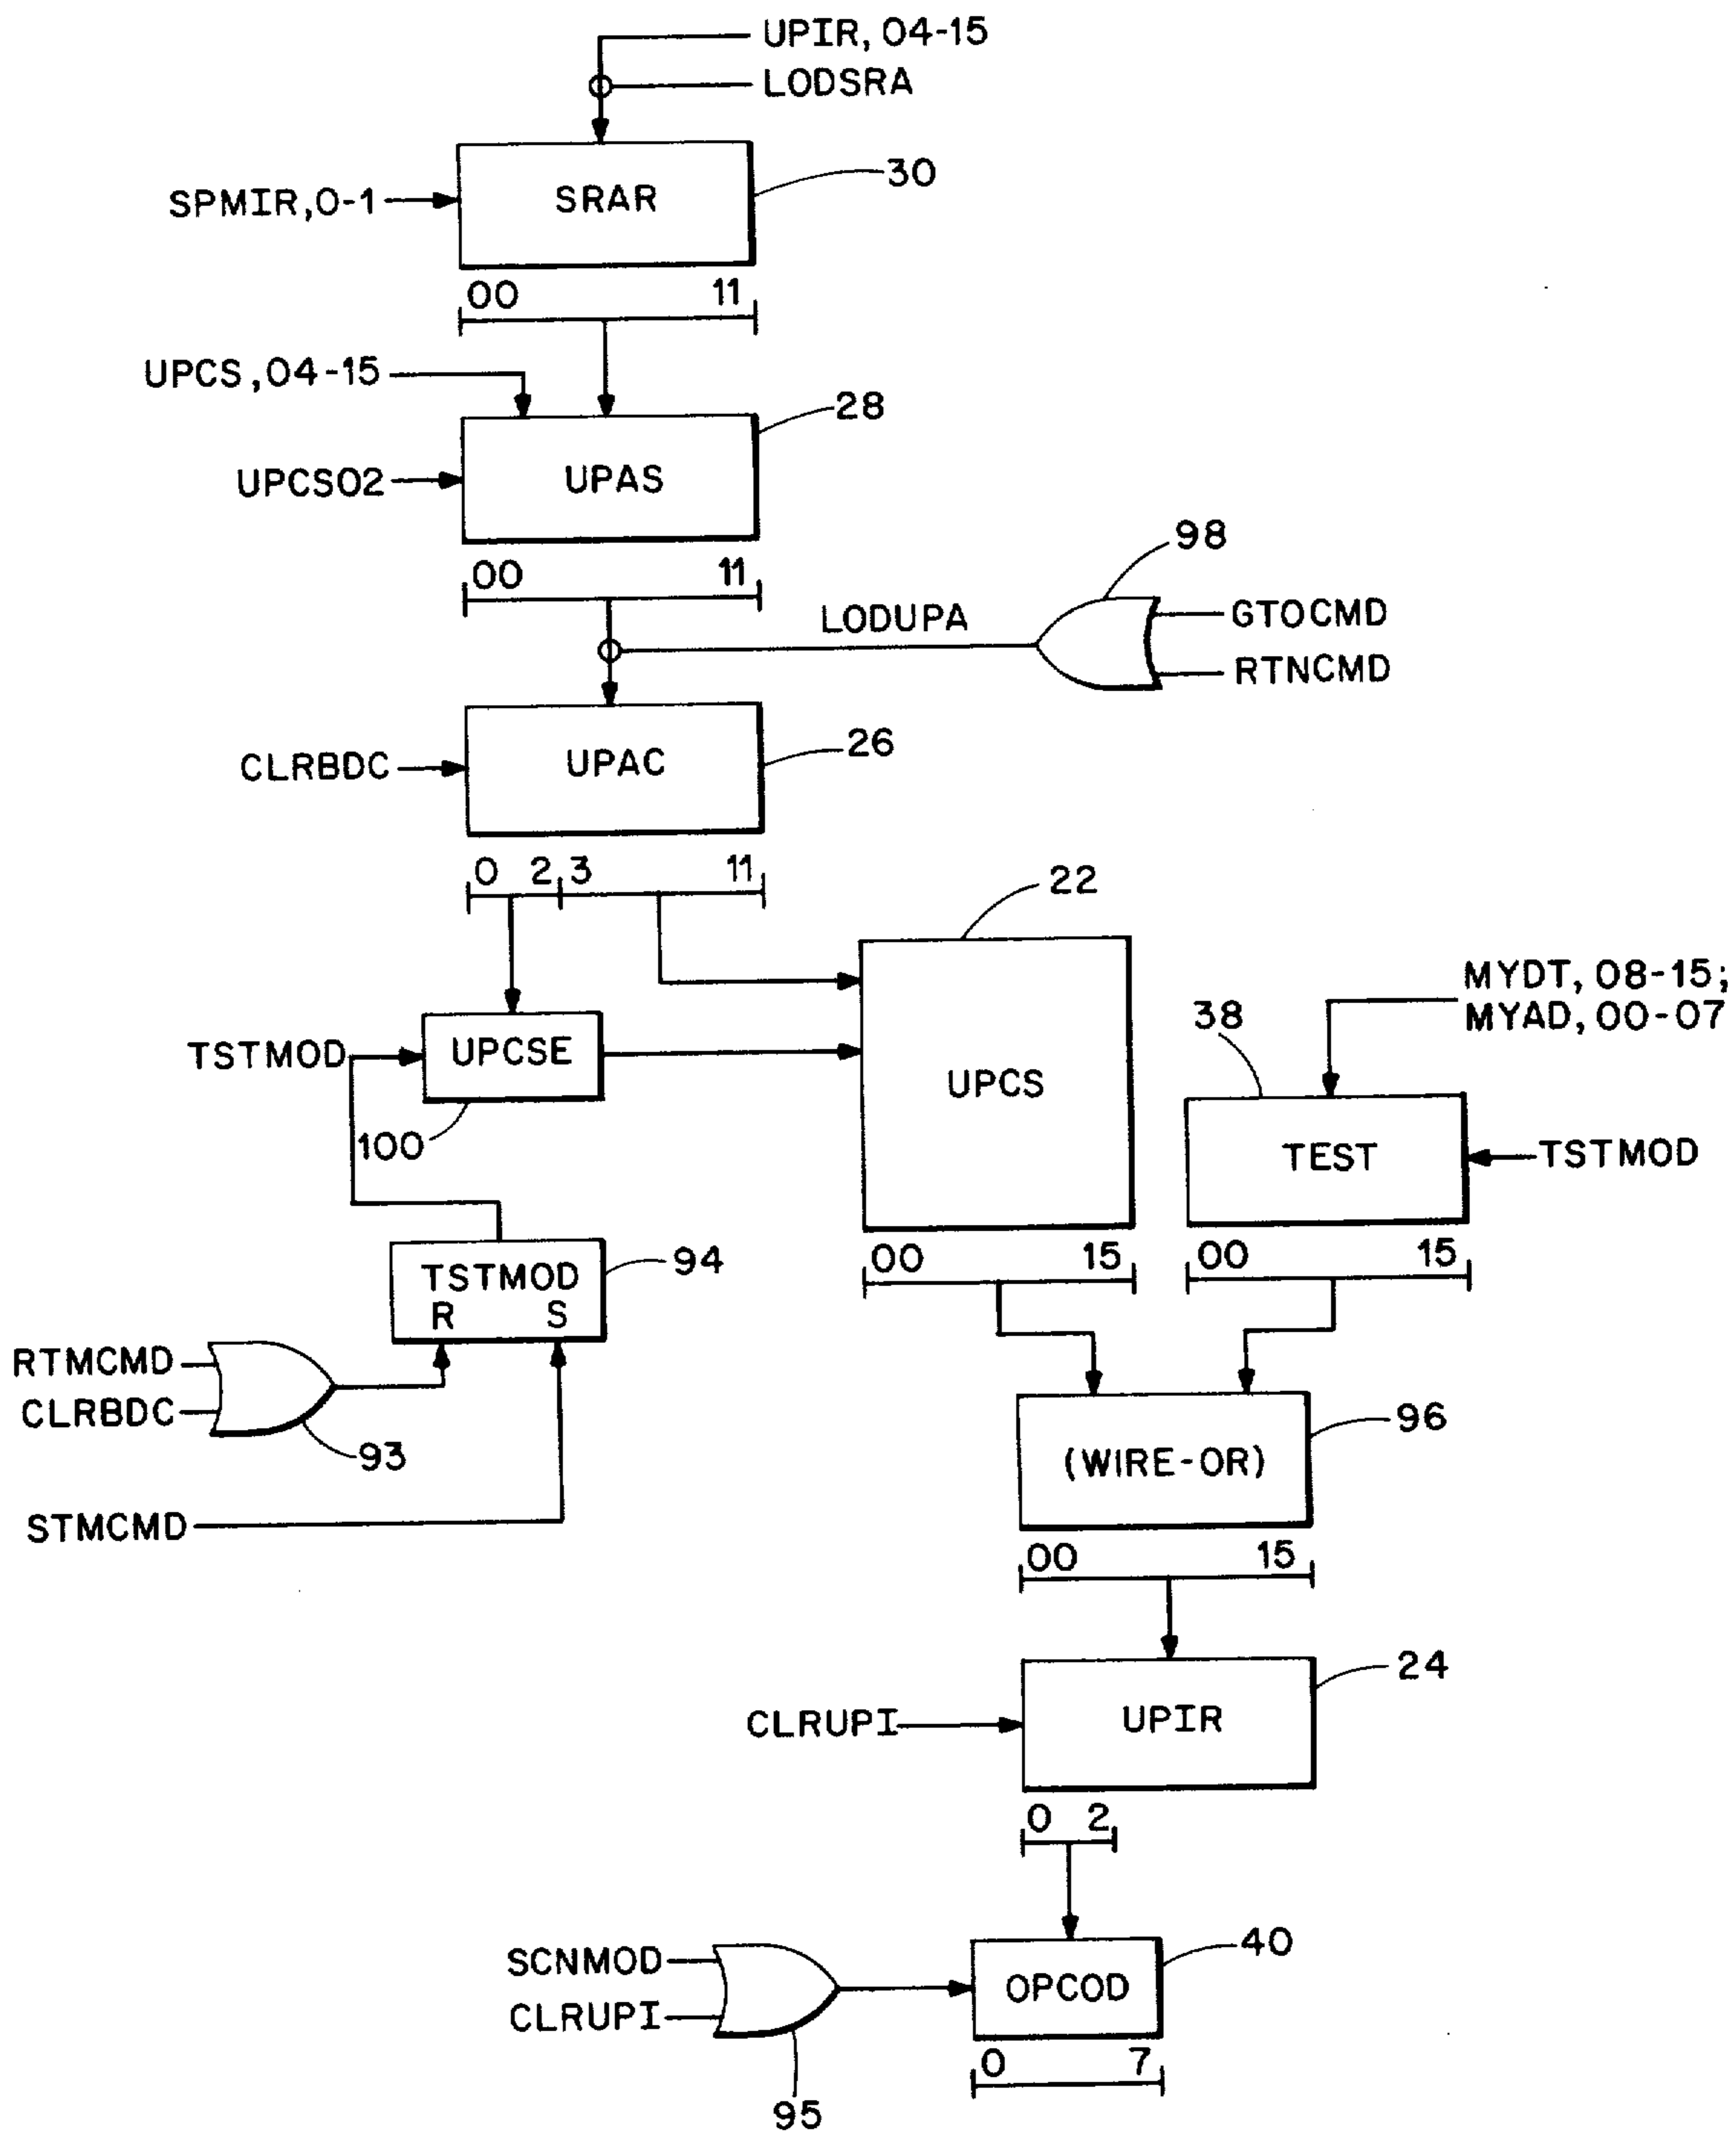 UPIR, 04-15
LODSRA
30
SPMIR,0-1
SRAR
00 11
UPCS,04-15
28
UPCS02
UPAS
98
00 11
LODUPA
GTOCMD
RTNCMD
26
CLRBDC
UPAC
0 2 3 11
22
MYDT, 08-15;
MYAD, 00-07
38
TSTMOD
UPCSE
UPCS
100
TEST
TSTMOD
94
TSTMOD
R S
00 15
00 15
RTMCMD
CLRBDC
93
96
(WIRE-OR)
STMCMD
00 15
24
CLRUPI
UPIR
0 2
40
SCNMOD
CLRUPI
OPCOD
0 7
95